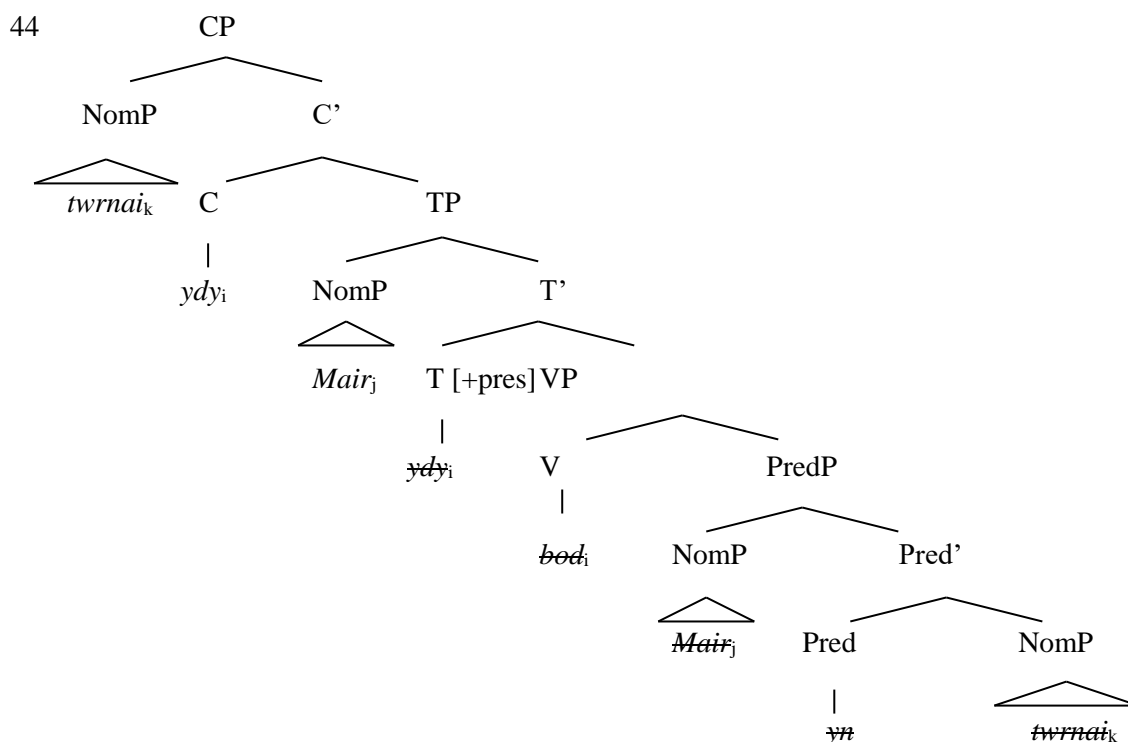 44 CP
NomP C’
twrnaiₖ C TP
ydyᵢ NomP T’
Mairⱼ T [+pres] VP
ydyᵢ V PredP
bodᵢ NomP Pred’
Mairⱼ Pred NomP
yn twrnaiₖ